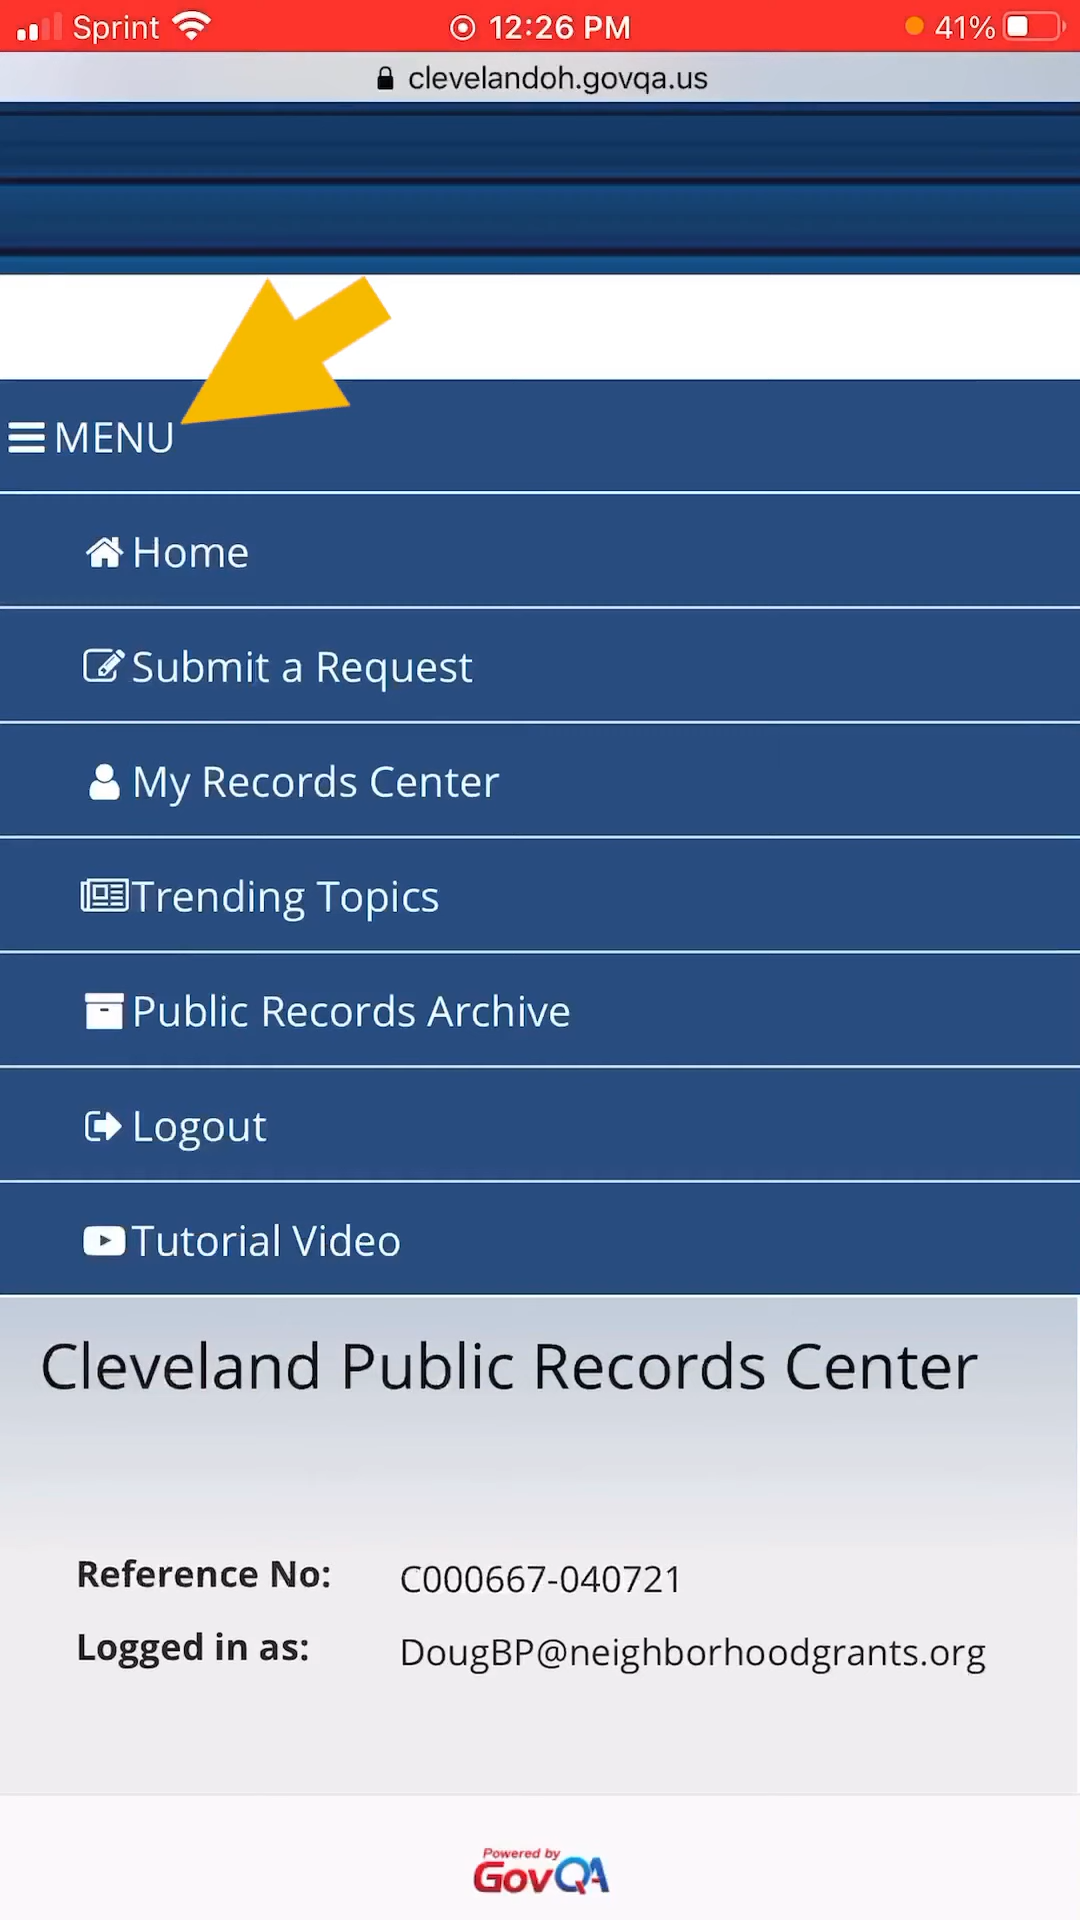 Sprint 12:26 PM 41%
clevelandoh.govqa.us
MENU
Home
Submit a Request
My Records Center
Trending Topics
Public Records Archive
Logout
Tutorial Video
Cleveland Public Records Center
Reference No: C000667-040721
Logged in as: DougBP@neighborhoodgrants.org
Powered by
GovQA